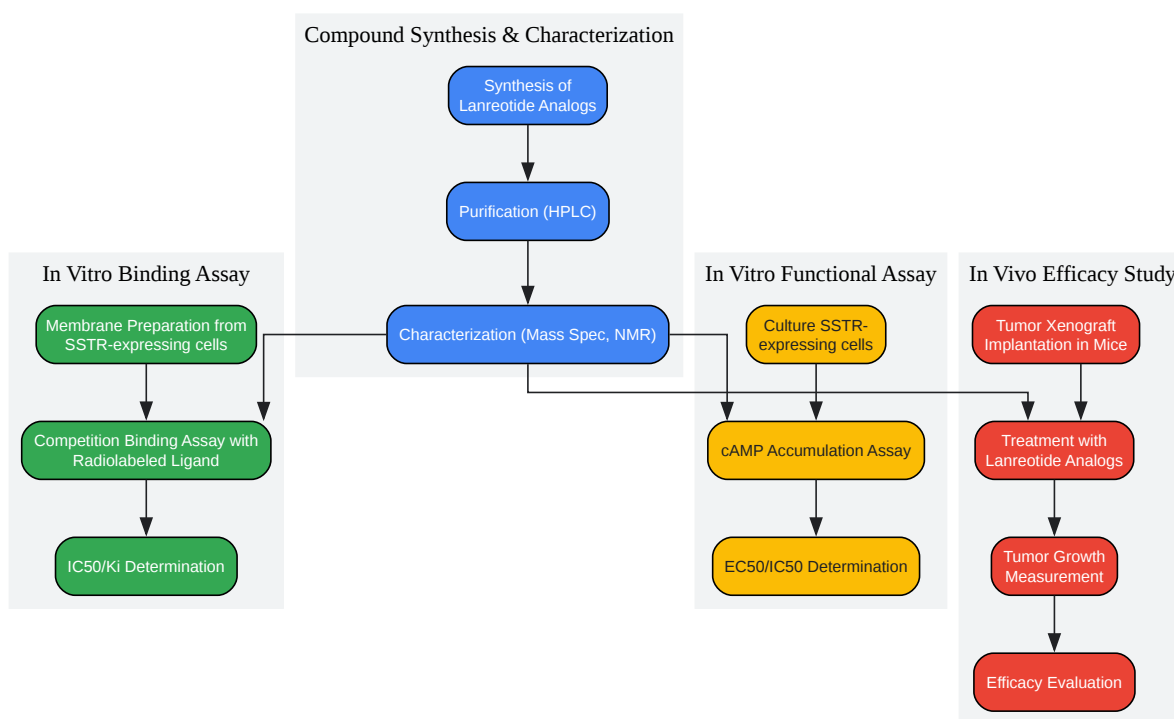 Compound Synthesis & Characterization
Synthesis of
Lanreotide Analogs
Purification (HPLC)
Characterization (Mass Spec, NMR)
In Vitro Binding Assay
Membrane Preparation from
SSTR-expressing cells
Competition Binding Assay with
Radiolabeled Ligand
IC50/Ki Determination
In Vitro Functional Assay
Culture SSTR-
expressing cells
cAMP Accumulation Assay
EC50/IC50 Determination
In Vivo Efficacy Study
Tumor Xenograft
Implantation in Mice
Treatment with
Lanreotide Analogs
Tumor Growth
Measurement
Efficacy Evaluation